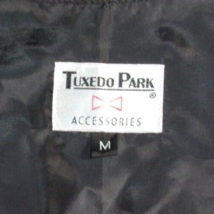 TUXEDO PARK
®
ACCESSORIES
M